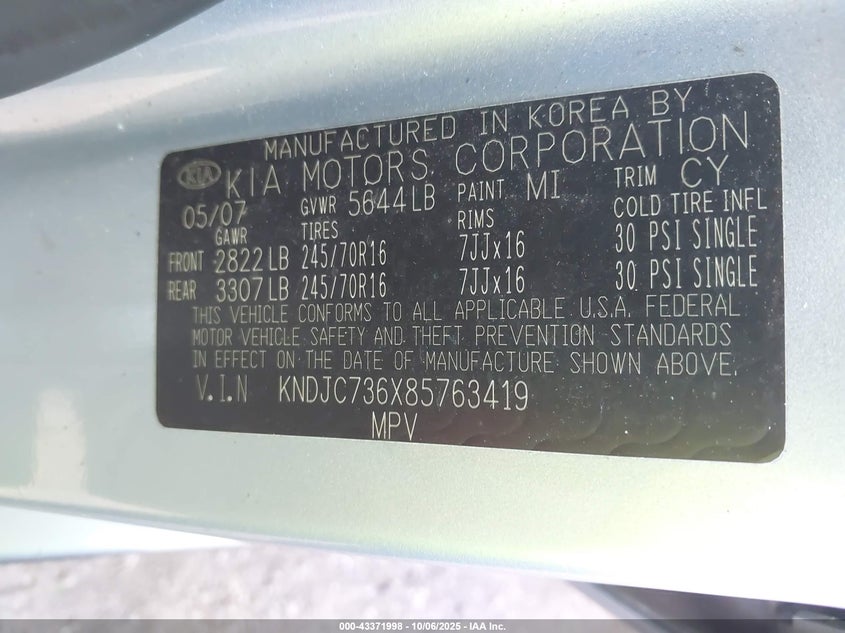 MANUFACTURED IN KOREA BY
KIA KIA MOTORS CORPORATION
05/07 GVWR 5644LB PAINT MI TRIM CY
GAWR TIRES RIMS COLD TIRE INFL
FRONT 2822LB 245/70R16 7JJx16 30 PSI SINGLE
REAR 3307LB 245/70R16 7JJx16 30 PSI SINGLE
THIS VEHICLE CONFORMS TO ALL APPLICABLE U.S.A. FEDERAL
MOTOR VEHICLE SAFETY AND THEFT PREVENTION STANDARDS
IN EFFECT ON THE DATE OF MANUFACTURE SHOWN ABOVE.
V.I.N KNDJC736X85763419
MPV
000-43371998 | 10/06/2025 | IAA Inc.